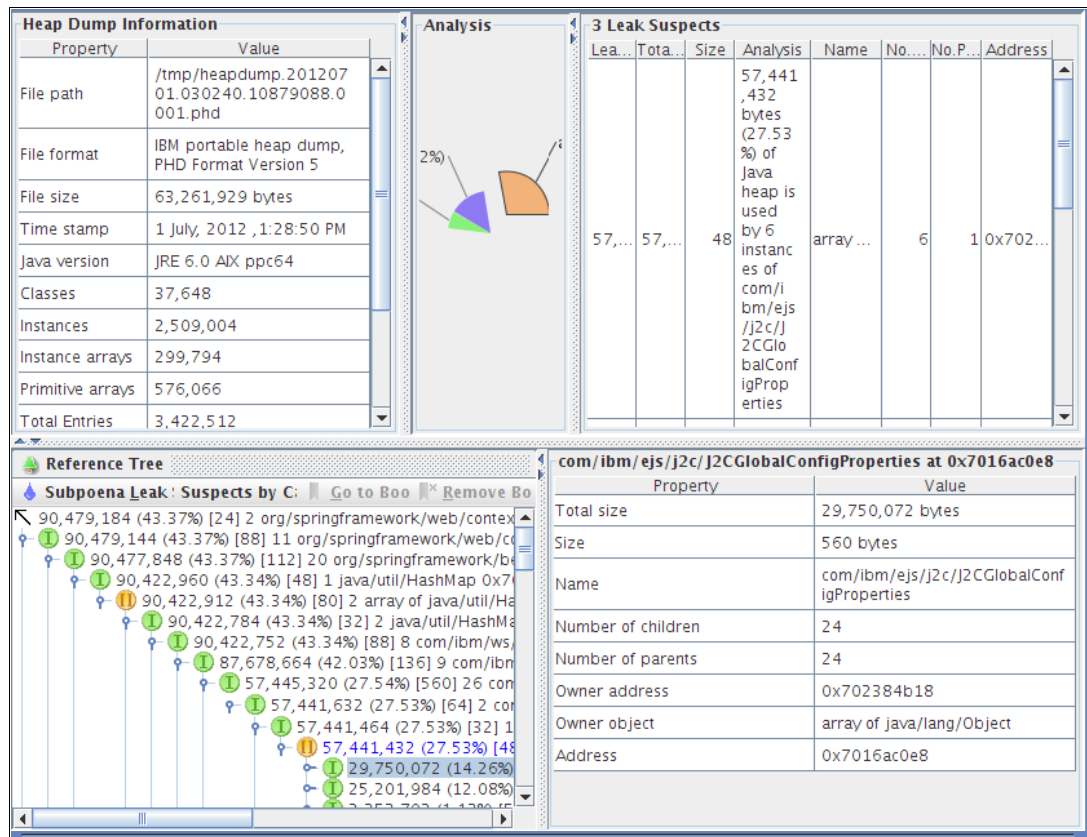 Heap Dump Information
Property Value
File path /tmp/heapdump.201207
01.030240.10879088.0
001.phd
File format IBM portable heap dump,
PHD Format Version 5
File size 63,261,929 bytes
Time stamp 1 July, 2012 ,1:28:50 PM
Java version JRE 6.0 AIX ppc64
Classes 37,648
Instances 2,509,004
Instance arrays 299,794
Primitive arrays 576,066
Total Entries 3,422,512
Analysis
2%)
3 Leak Suspects
Lea... Tota... Size Analysis Name No.... No.P... Address
57,... 57,... 48 array ... 6 1 0x702...
57,441
,432
bytes
(27.53
%) of
Java
heap is
used
by 6
instanc
es of
com/i
bm/ejs
/j2c/J
2CGlo
balConf
igProp
erties
Reference Tree
Subpoena Leak Suspects by Go to Boo Remove Bo
90,479,184 (43.37%) [24] 2 org/springframework/web/contex
90,479,144 (43.37%) [88] 11 org/springframework/web/co
90,477,848 (43.37%) [112] 20 org/springframework/be
90,422,960 (43.34%) [48] 1 java/util/HashMap 0x70
90,422,912 (43.34%) [80] 2 array of java/util/Ha
90,422,784 (43.34%) [32] 2 java/util/HashMa
90,422,752 (43.34%) [88] 8 com/ibm/ws/
87,678,664 (42.03%) [136] 9 com/ibm
57,445,320 (27.54%) [560] 26 com
57,441,632 (27.53%) [64] 2 cor
57,441,464 (27.53%) [32] 1
57,441,432 (27.53%) [48
29,750,072 (14.26%)
25,201,984 (12.08%)
com/ibm/ejs/j2c/J2CGlobalConfigProperties at 0x7016ac0e8
Property Value
Total size 29,750,072 bytes
Size 560 bytes
Name com/ibm/ejs/j2c/J2CGlobalConf
igProperties
Number of children 24
Number of parents 24
Owner address 0x702384b18
Owner object array of java/lang/Object
Address 0x7016ac0e8